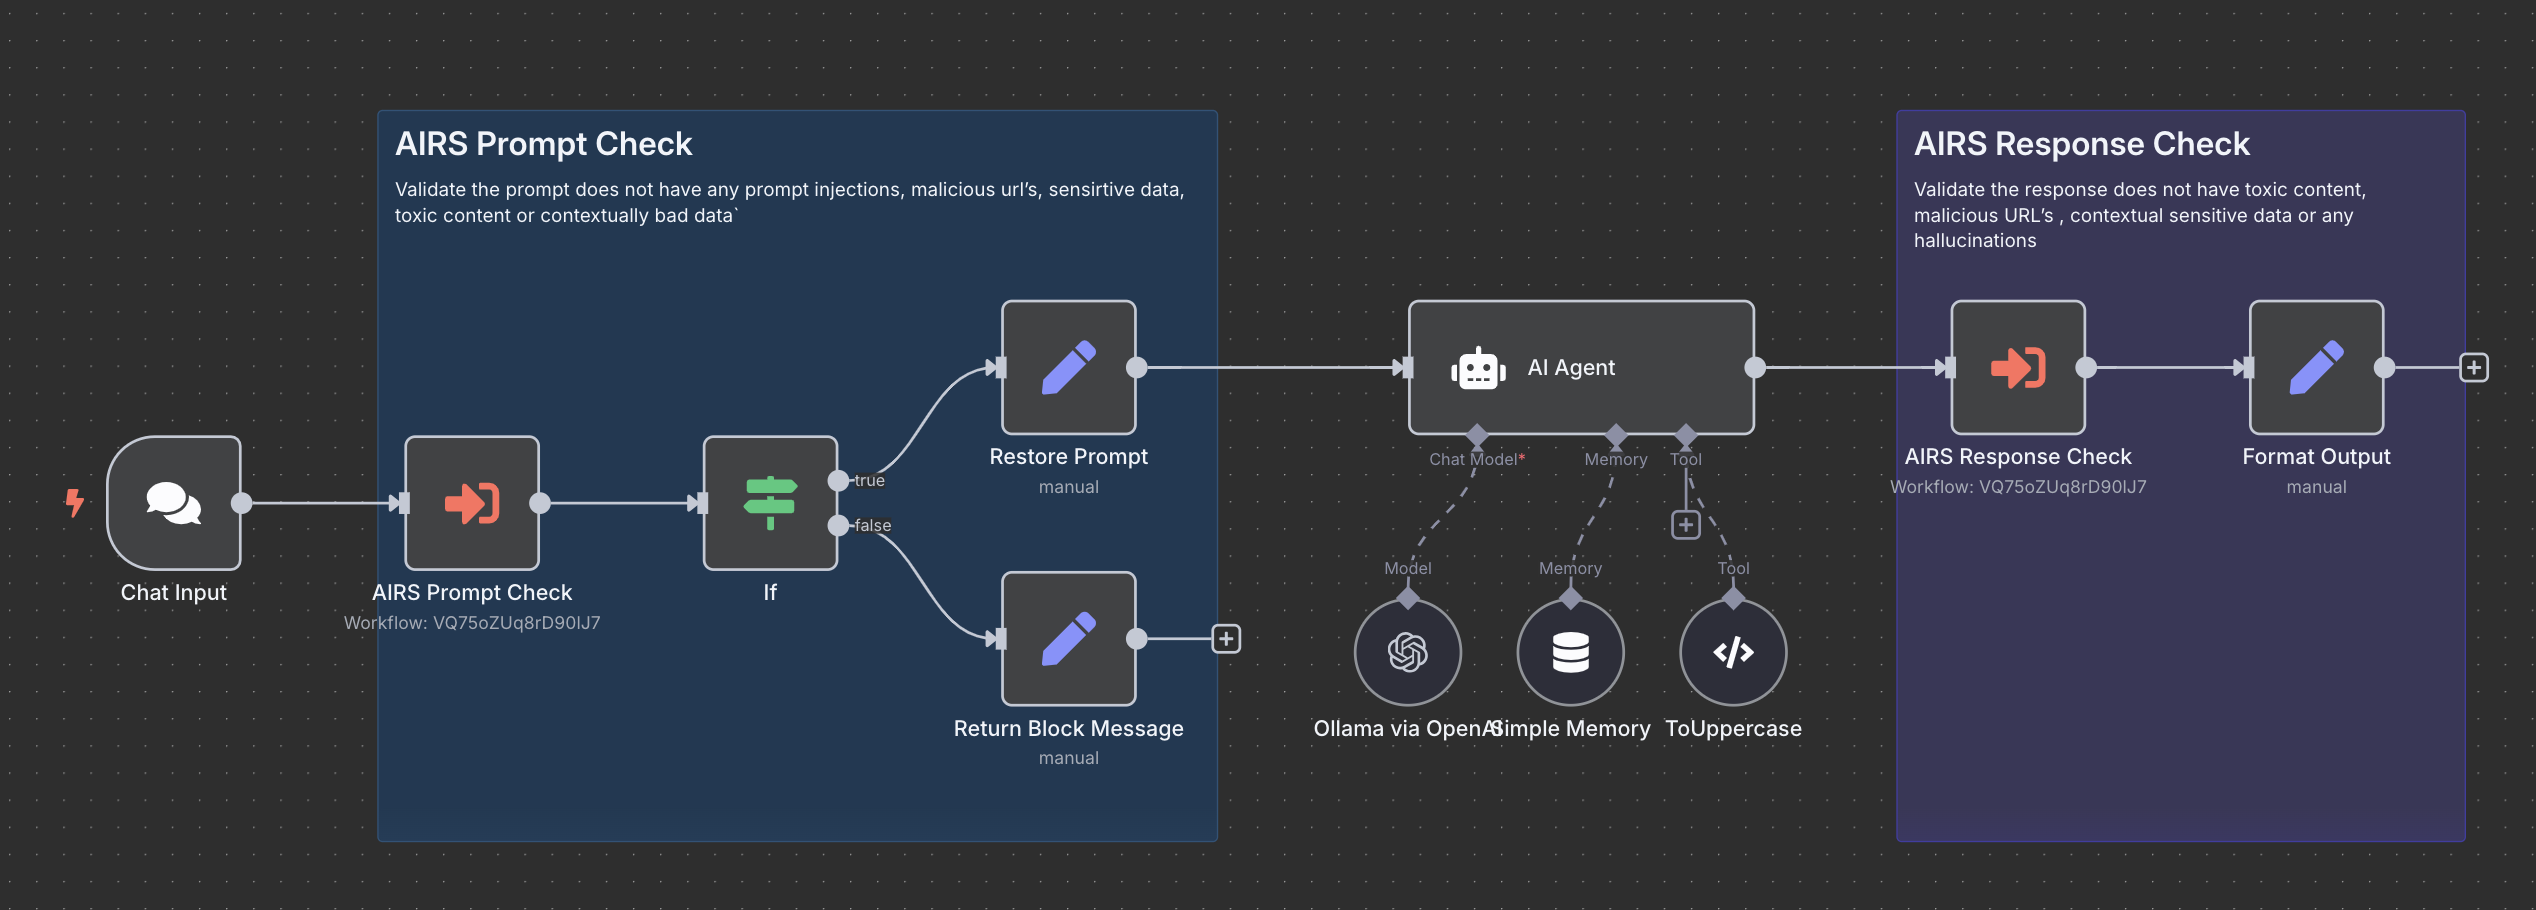 AIRS Prompt Check
Validate the prompt does not have any prompt injections, malicious url's, sensirtive data,
toxic content or contextually bad data`
AIRS Response Check
Validate the response does not have toxic content,
malicious URL's , contextual sensitive data or any
hallucinations
Chat Input
AIRS Prompt Check
Workflow: VQ75oZUq8rD90lJ7
If
true
false
Restore Prompt
manual
Return Block Message
manual
AI Agent
Chat Model*
Memory
Tool
Model
Memory
Tool
Ollama via OpenAI
Simple Memory
ToUppercase
AIRS Response Check
Workflow: VQ75oZUq8rD90lJ7
Format Output
manual